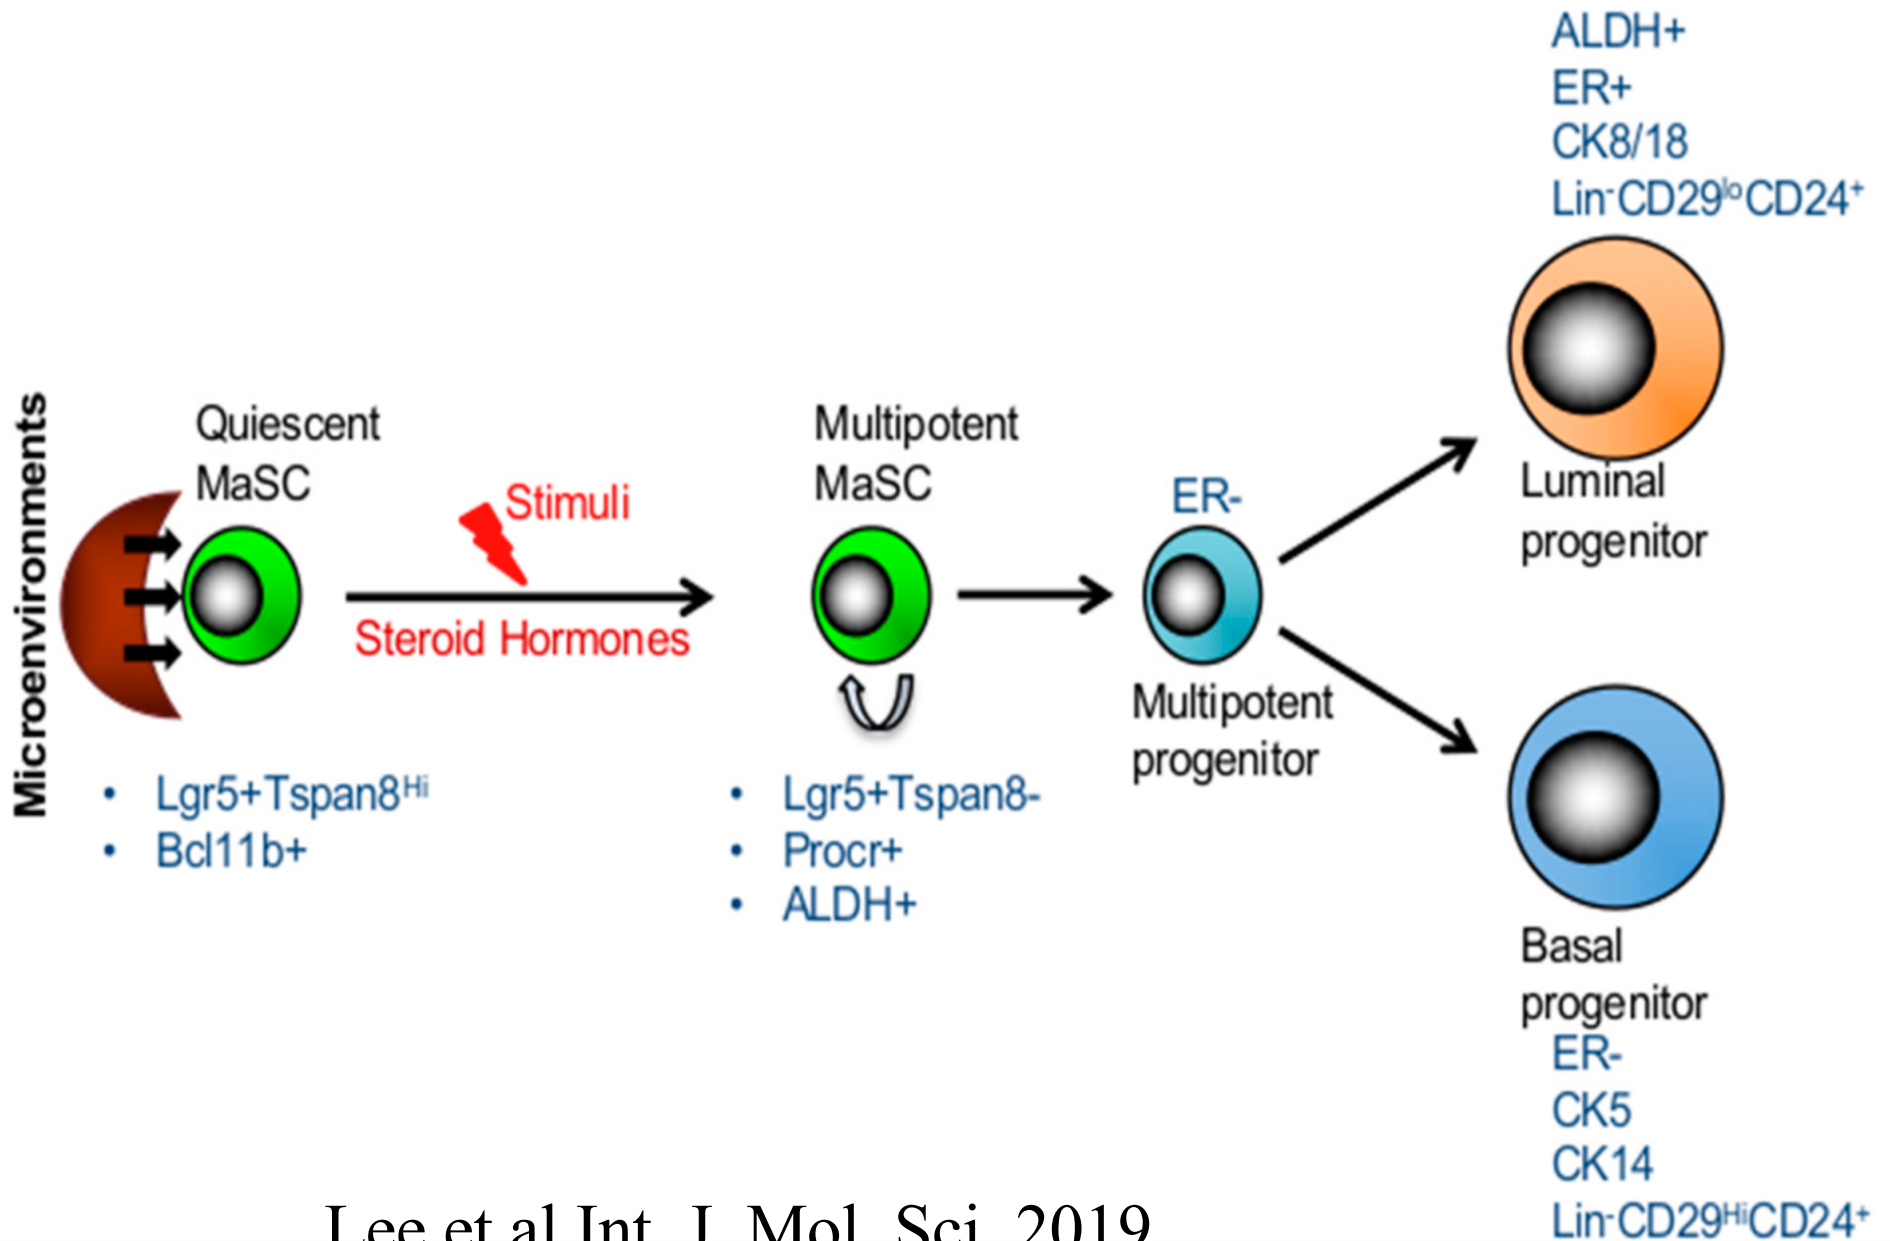 Microenvironments
Quiescent
MaSC
• Lgr5+Tspan8ᴴⁱ
• Bcl11b+
Stimuli
Steroid Hormones
Multipotent
MaSC
• Lgr5+Tspan8-
• Procr+
• ALDH+
ER-
Multipotent
progenitor
ALDH+
ER+
CK8/18
Lin⁻CD29ˡᵒCD24⁺
Luminal
progenitor
Basal
progenitor
ER-
CK5
CK14
Lin⁻CD29ᴴⁱCD24⁺
Lee et al Int. J. Mol. Sci. 2019